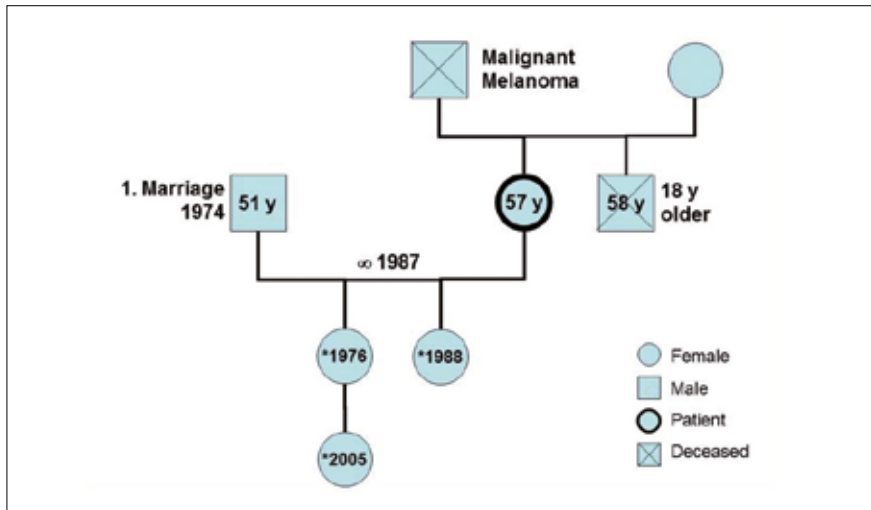 Malignant
Melanoma
1. Marriage
1974
51 y
57 y
58 y
18 y
older
∞ 1987
*1976
*1988
*2005
Female
Male
Patient
Deceased